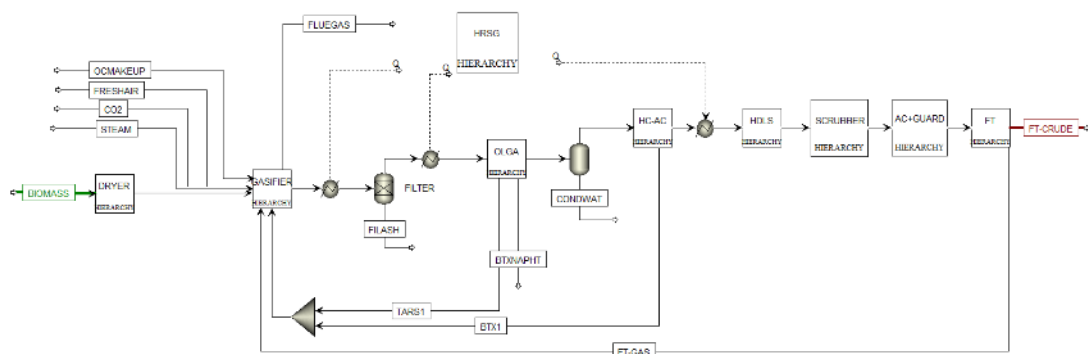 FLUEGAS
HRSG
HIERARCHY
Q
Q
Q
OCMAKEUP
FRESHAIR
CO2
STEAM
BIOMASS
DRYER
HIERARCHY
GASIFIER
HIERARCHY
FILTER
FILASH
OLGA
HIERARCHY
CONDWAT
BTXNAPHT
HC-AC
HIERARCHY
HDLS
HIERARCHY
SCRUBBER
HIERARCHY
AC+GUARD
HIERARCHY
FT
HIERARCHY
FT-CRUDE
TARS1
BTX1
FT-GAS